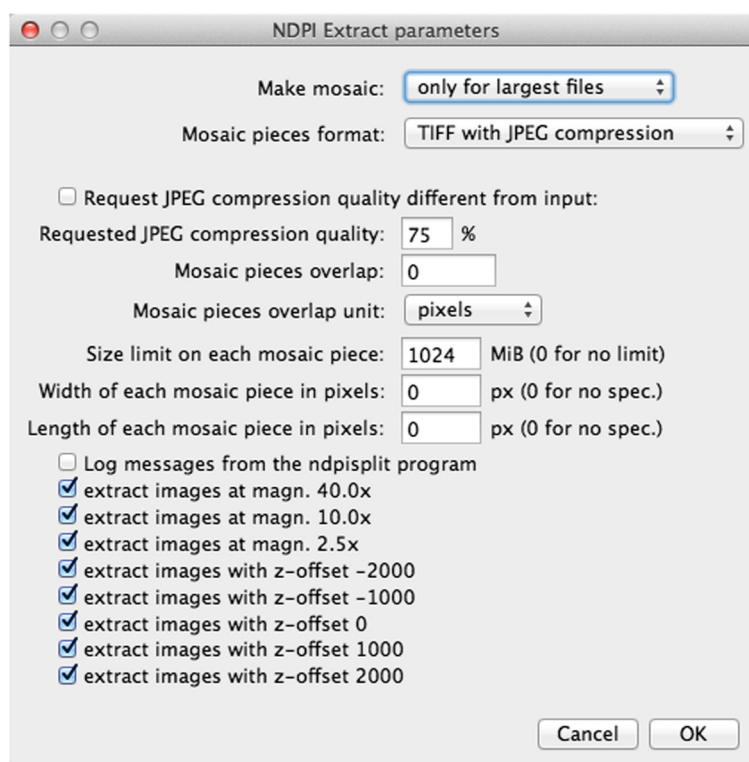 NDPI Extract parameters
Make mosaic: only for largest files
Mosaic pieces format: TIFF with JPEG compression
Request JPEG compression quality different from input:
Requested JPEG compression quality: 75 %
Mosaic pieces overlap: 0
Mosaic pieces overlap unit: pixels
Size limit on each mosaic piece: 1024 MiB (0 for no limit)
Width of each mosaic piece in pixels: 0 px (0 for no spec.)
Length of each mosaic piece in pixels: 0 px (0 for no spec.)
Log messages from the ndpisplit program
extract images at magn. 40.0x
extract images at magn. 10.0x
extract images at magn. 2.5x
extract images with z-offset -2000
extract images with z-offset -1000
extract images with z-offset 0
extract images with z-offset 1000
extract images with z-offset 2000
Cancel OK